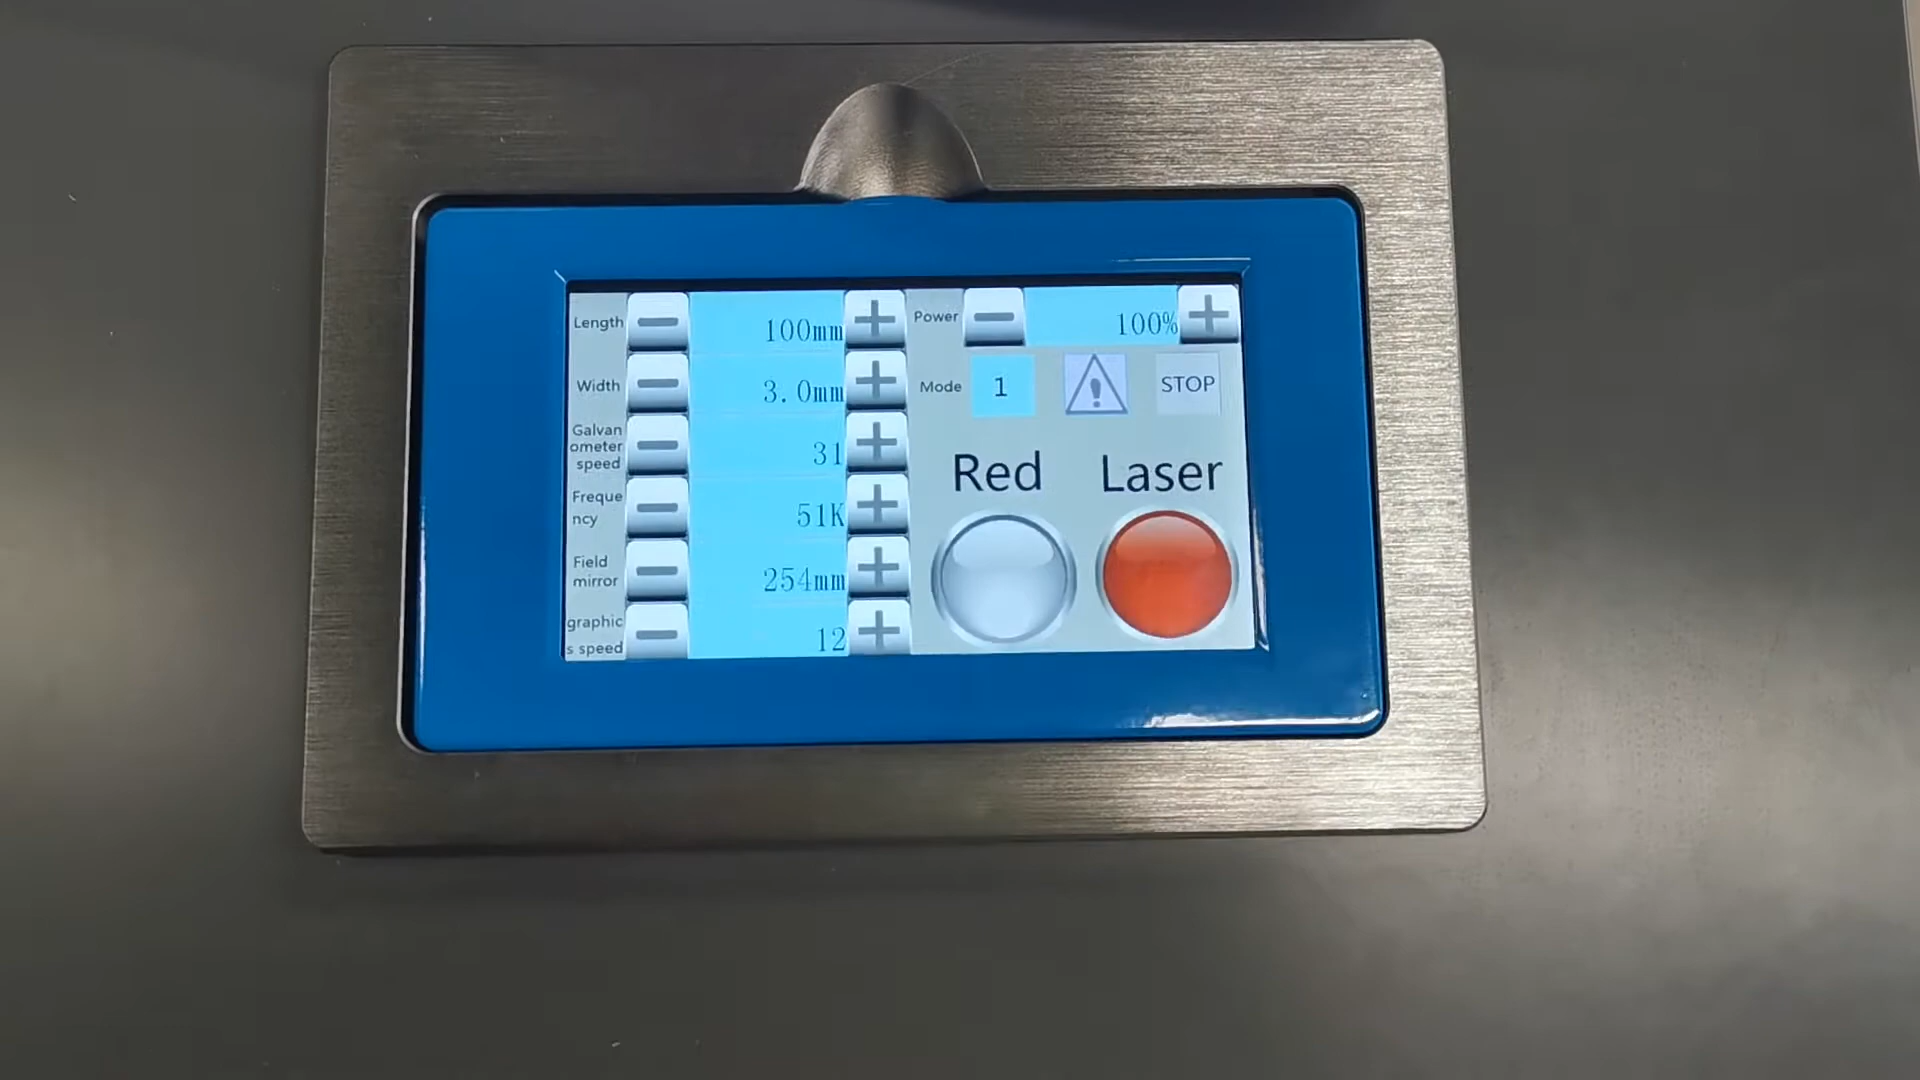 Length 100mm
Width 3.0mm
Galvan
ometer
speed 31
Freque
ncy 51K
Field
mirror 254mm
graphic
s speed 12
Power 100%
Mode 1 STOP
Red Laser